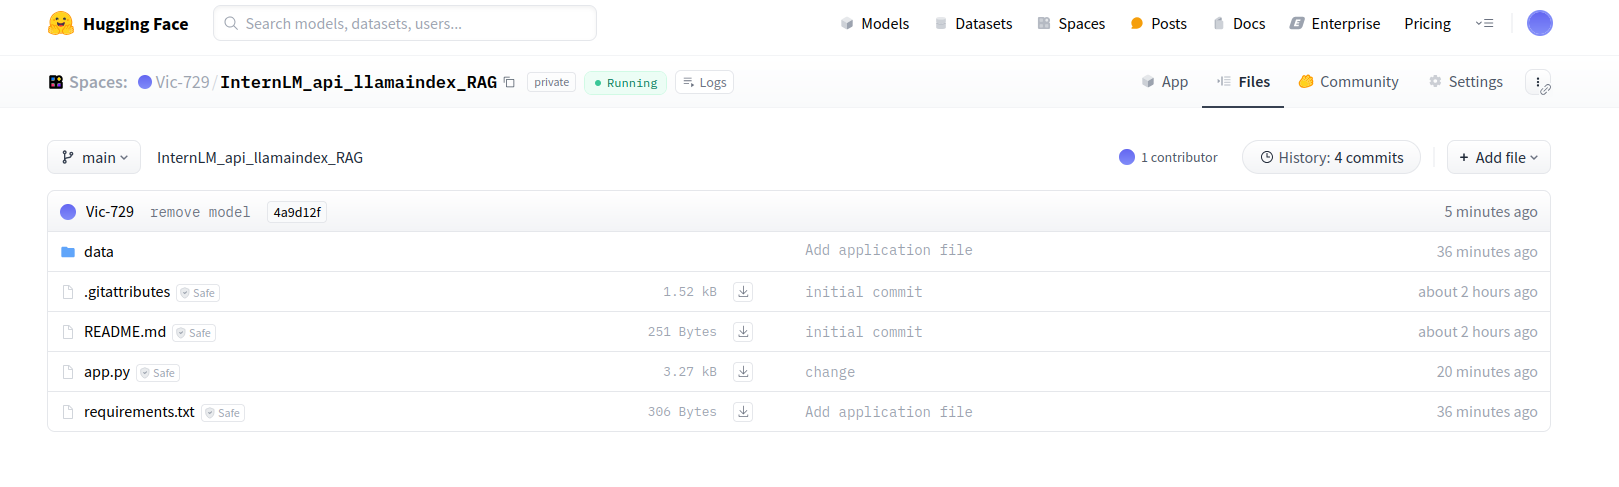 Hugging Face Search models, datasets, users... Models Datasets Spaces Posts Docs Enterprise Pricing
Spaces: Vic-729/InternLM_api_llamaindex_RAG private Running Logs App Files Community Settings
main InternLM_api_llamaindex_RAG 1 contributor History: 4 commits + Add file
Vic-729 remove model 4a9d12f 5 minutes ago
data Add application file 36 minutes ago
.gitattributes Safe 1.52 kB initial commit about 2 hours ago
README.md Safe 251 Bytes initial commit about 2 hours ago
app.py Safe 3.27 kB change 20 minutes ago
requirements.txt Safe 306 Bytes Add application file 36 minutes ago